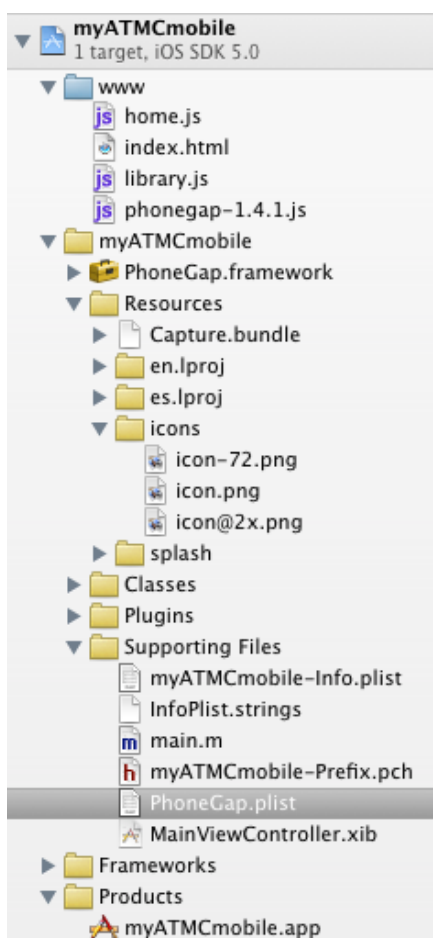 myATMCmobile
1 target, iOS SDK 5.0
www
js home.js
index.html
js library.js
js phonegap-1.4.1.js
myATMCmobile
PhoneGap.framework
Resources
Capture.bundle
en.lproj
es.lproj
icons
icon-72.png
icon.png
icon@2x.png
splash
Classes
Plugins
Supporting Files
myATMCmobile-Info.plist
InfoPlist.strings
m main.m
h myATMCmobile-Prefix.pch
PhoneGap.plist
MainViewController.xib
Frameworks
Products
myATMCmobile.app